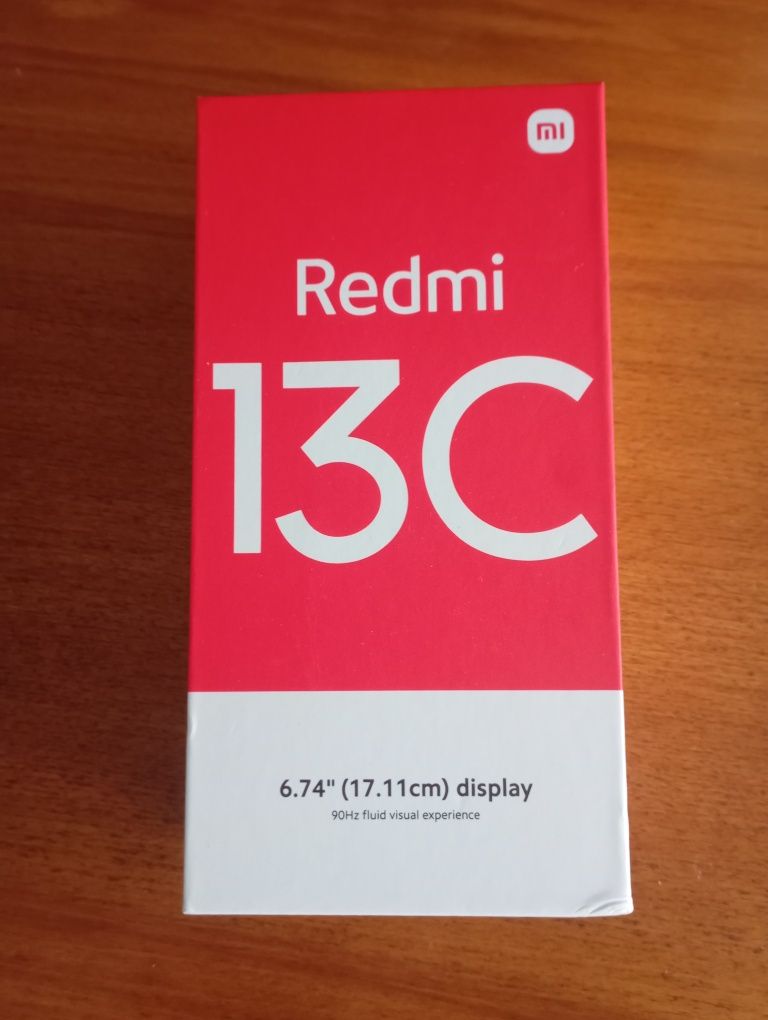 mi
Redmi
13C
6.74" (17.11cm) display
90Hz fluid visual experience